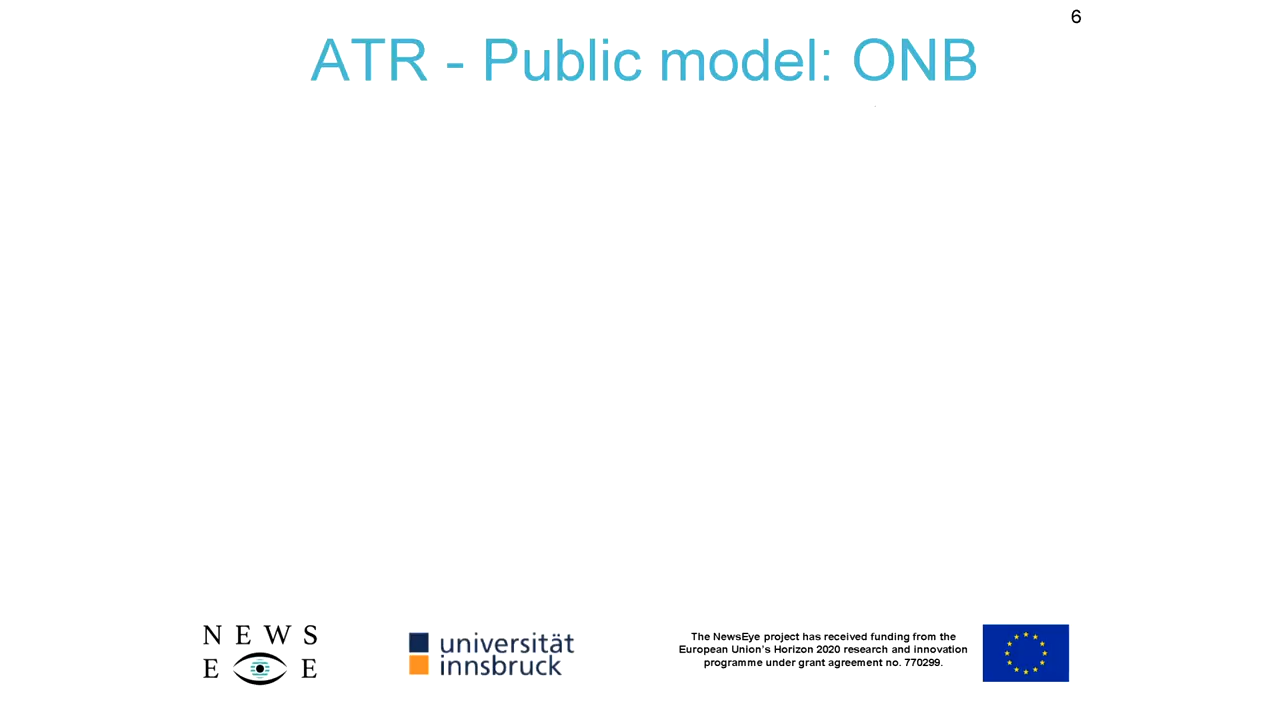 6
ATR - Public model: ONB
NEWS
E E
universität
innsbruck
The NewsEye project has received funding from the
European Union's Horizon 2020 research and innovation
programme under grant agreement no. 770299.